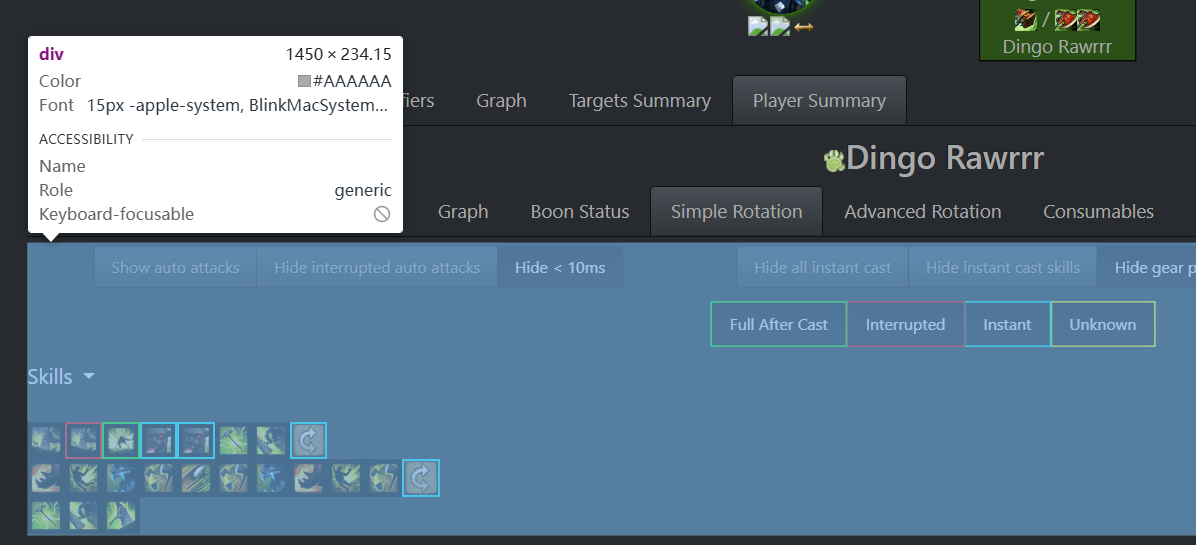 /
Dingo Rawrrr
div 1450 × 234.15
Color #AAAAAA
Font 15px -apple-system, BlinkMacSystem...
ACCESSIBILITY
Name
Role generic
Keyboard-focusable
fiers Graph Targets Summary Player Summary
Dingo Rawrrr
Graph Boon Status Simple Rotation Advanced Rotation Consumables
Show auto attacks Hide interrupted auto attacks Hide < 10ms Hide all instant cast Hide instant cast skills Hide gear p
Full After Cast Interrupted Instant Unknown
Skills